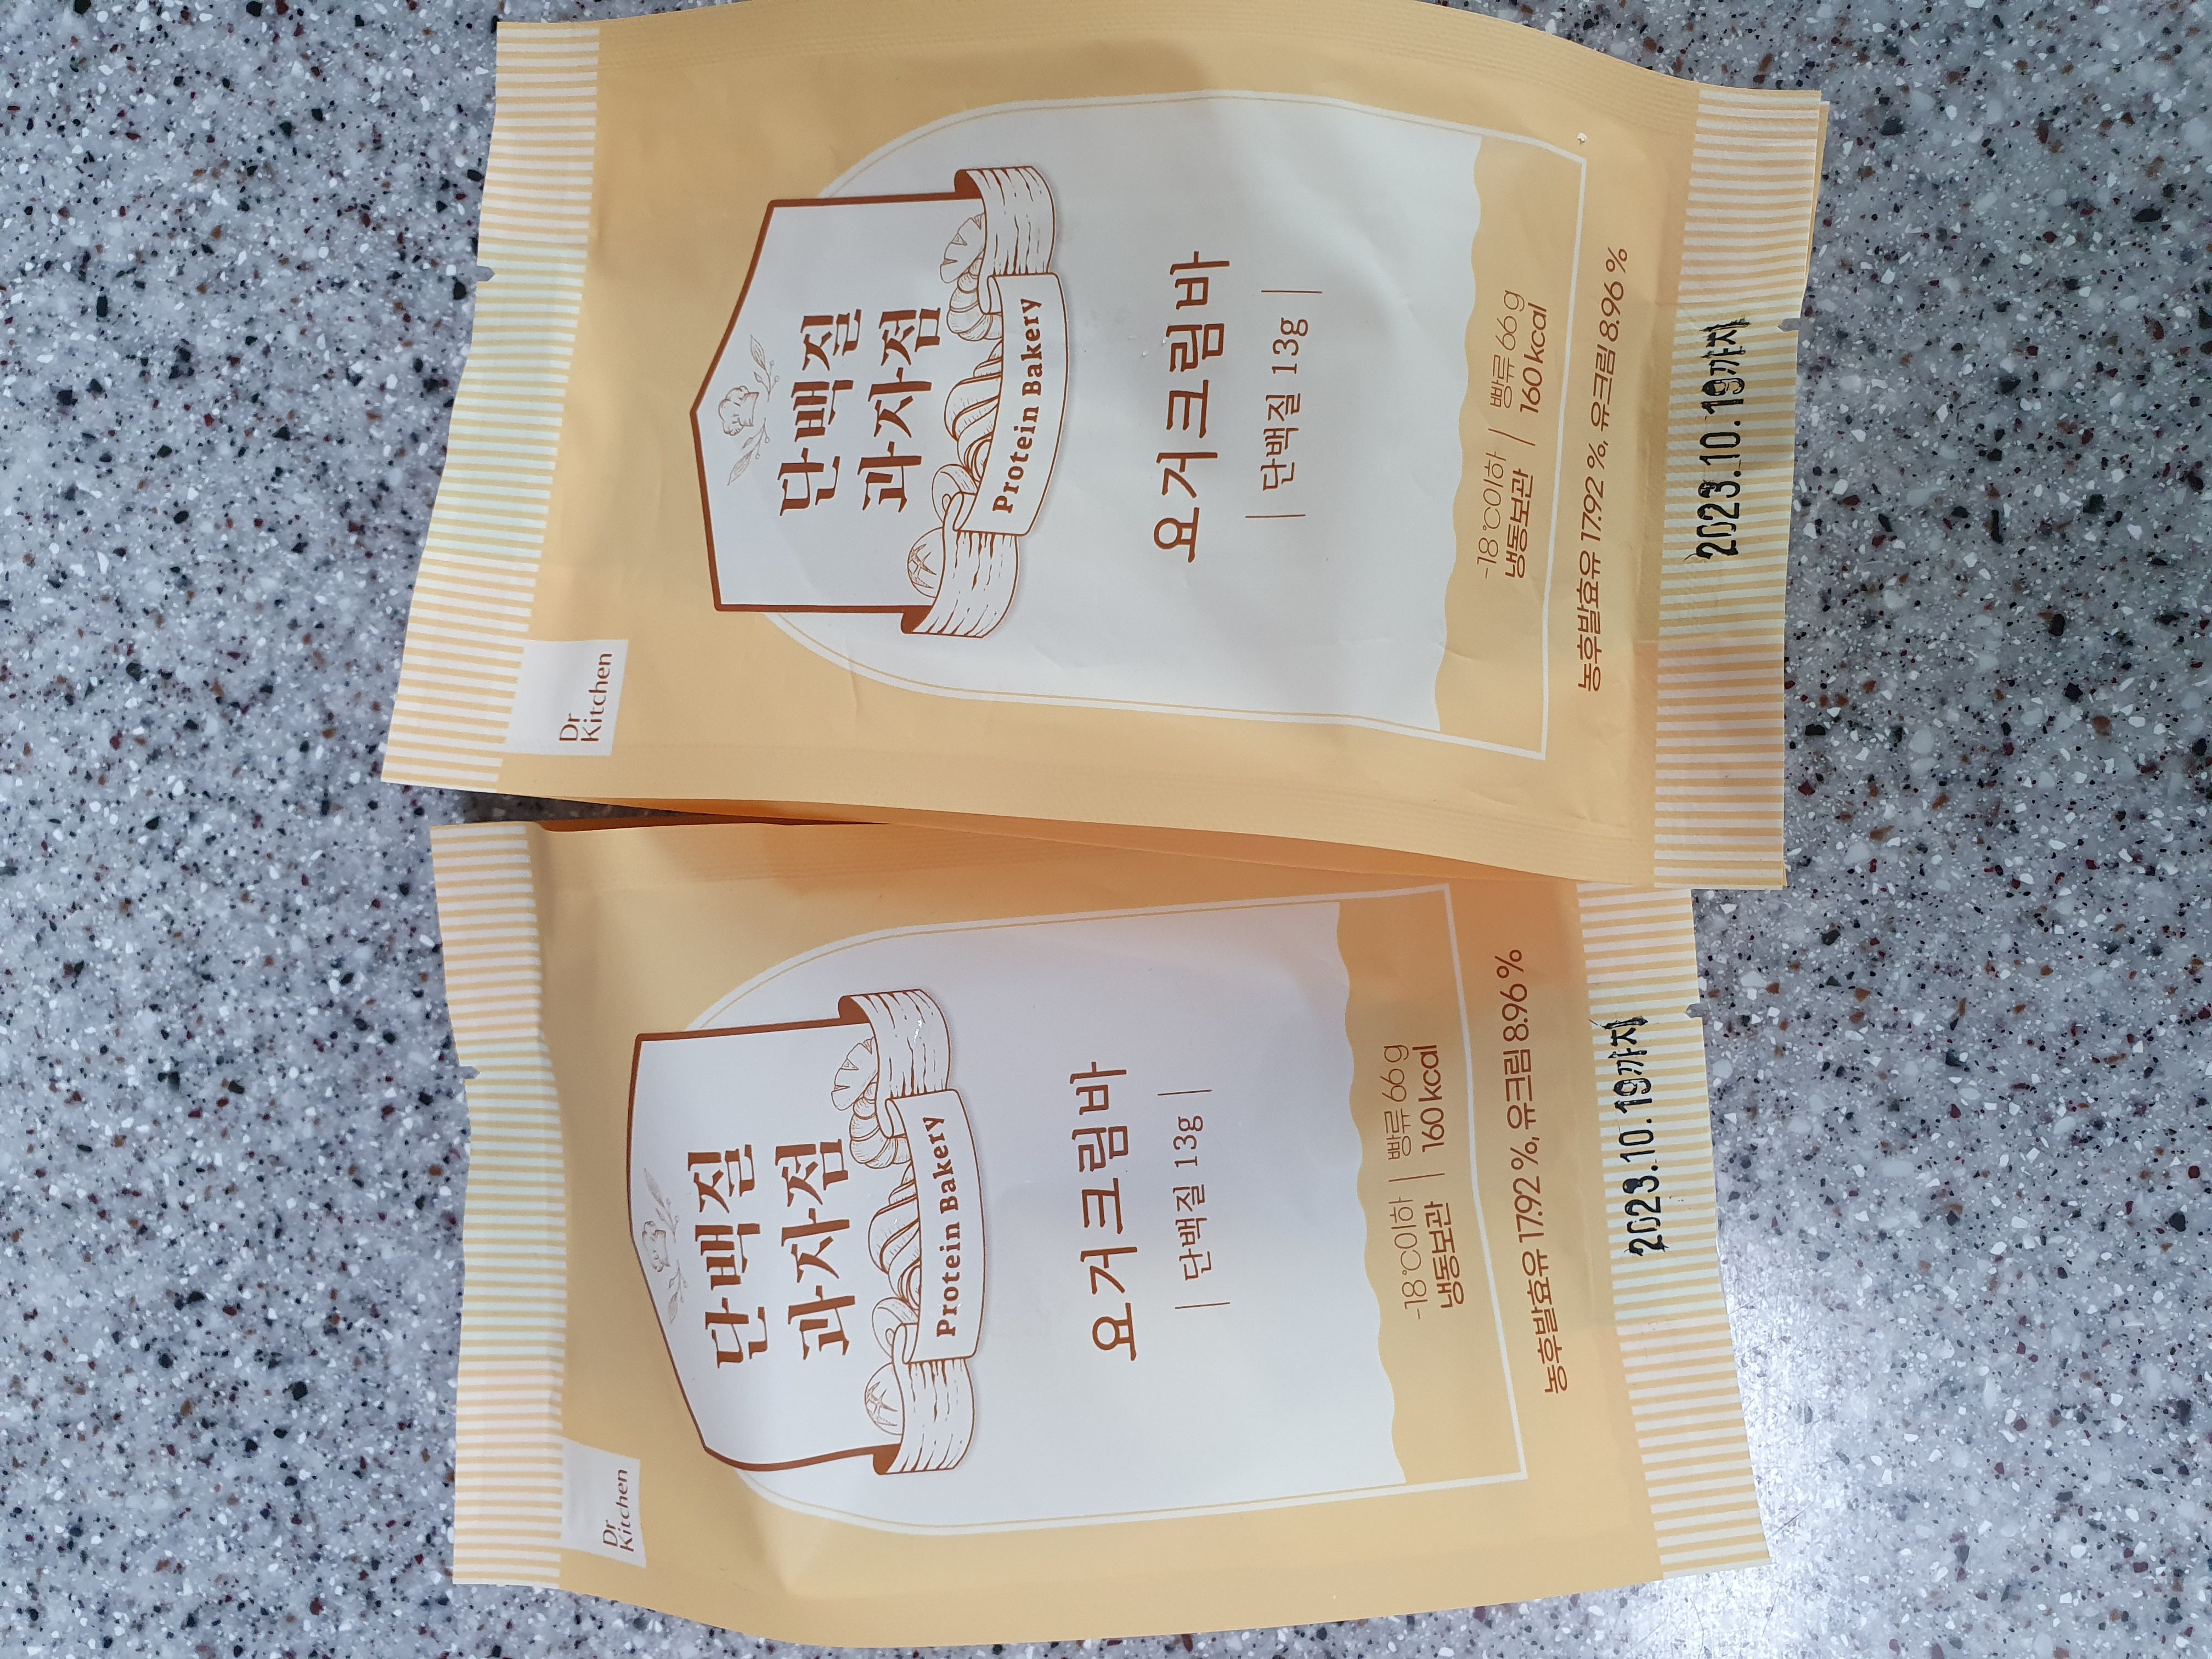 Dr
Kitchen
단백질
과자점
Protein Bakery
요거크림바
단백질 13g
-18℃이하 | 빵류 66g
냉동보관 | 160 kcal
농후발효유 17.92 %, 유크림 8.96 %
2023.10.19까지
Dr
Kitchen
단백질
과자점
Protein Bakery
요거크림바
단백질 13g
-18℃이하 | 빵류 66g
냉동보관 | 160 kcal
농후발효유 17.92 %, 유크림 8.96 %
2023.10.19까지